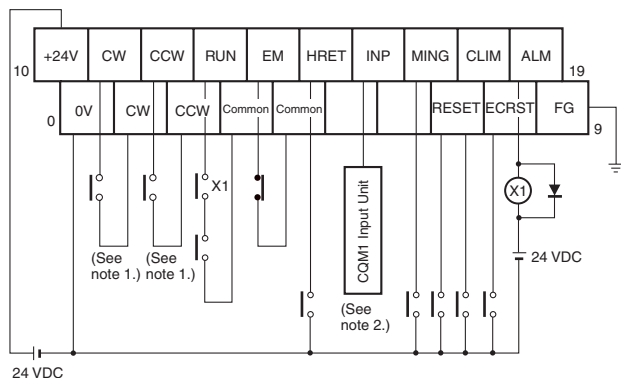 +24V CW CCW RUN EM HRET INP MING CLIM ALM
10 19
0V CW CCW Common Common RESET ECRST FG
0 9
X1
X1
CQM1 Input Unit
24 VDC
(See
note 1.)
(See
note 1.)
(See
note 2.)
24 VDC